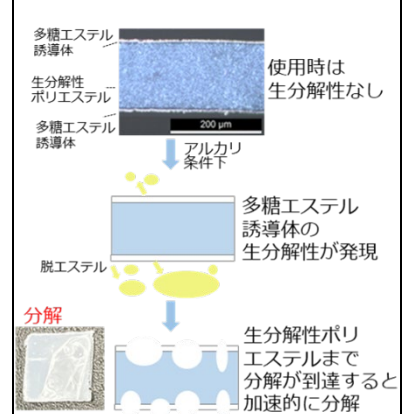 多糖エステル
誘導体
生分解性
ポリエステル
多糖エステル
誘導体
200 μm
使用時は
生分解性なし
アルカリ
条件下
多糖エステル
誘導体の
生分解性が発現
脱エステル
分解
生分解性ポリ
エステルまで
分解が到達すると
加速的に分解